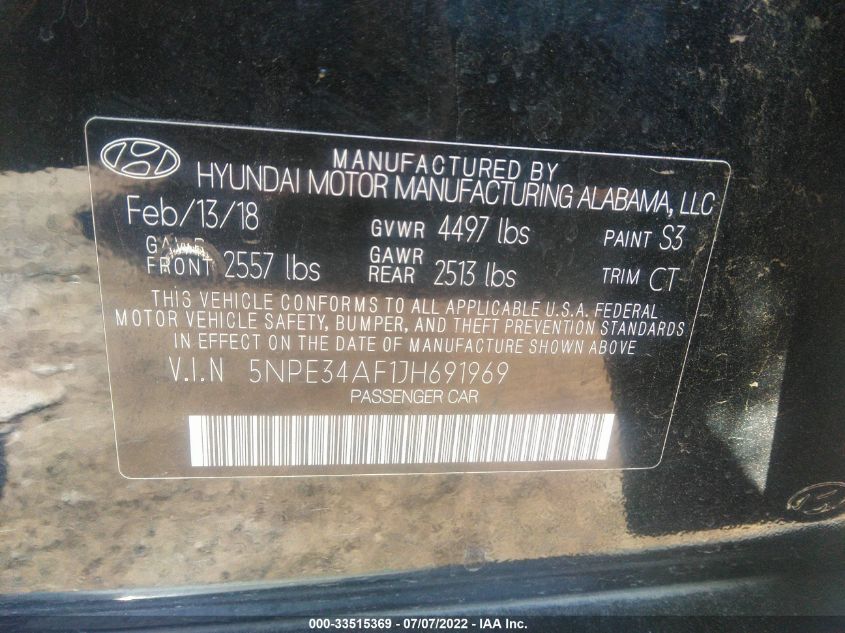 MANUFACTURED BY
HYUNDAI MOTOR MANUFACTURING ALABAMA, LLC
Feb/13/18 GVWR 4497 lbs PAINT S3
GAWR FRONT 2557 lbs GAWR REAR 2513 lbs TRIM CT
THIS VEHICLE CONFORMS TO ALL APPLICABLE U.S.A. FEDERAL
MOTOR VEHICLE SAFETY, BUMPER, AND THEFT PREVENTION STANDARDS
IN EFFECT ON THE DATE OF MANUFACTURE SHOWN ABOVE
V.I.N 5NPE34AF1JH691969
PASSENGER CAR
000-33515369 - 07/07/2022 - IAA Inc.